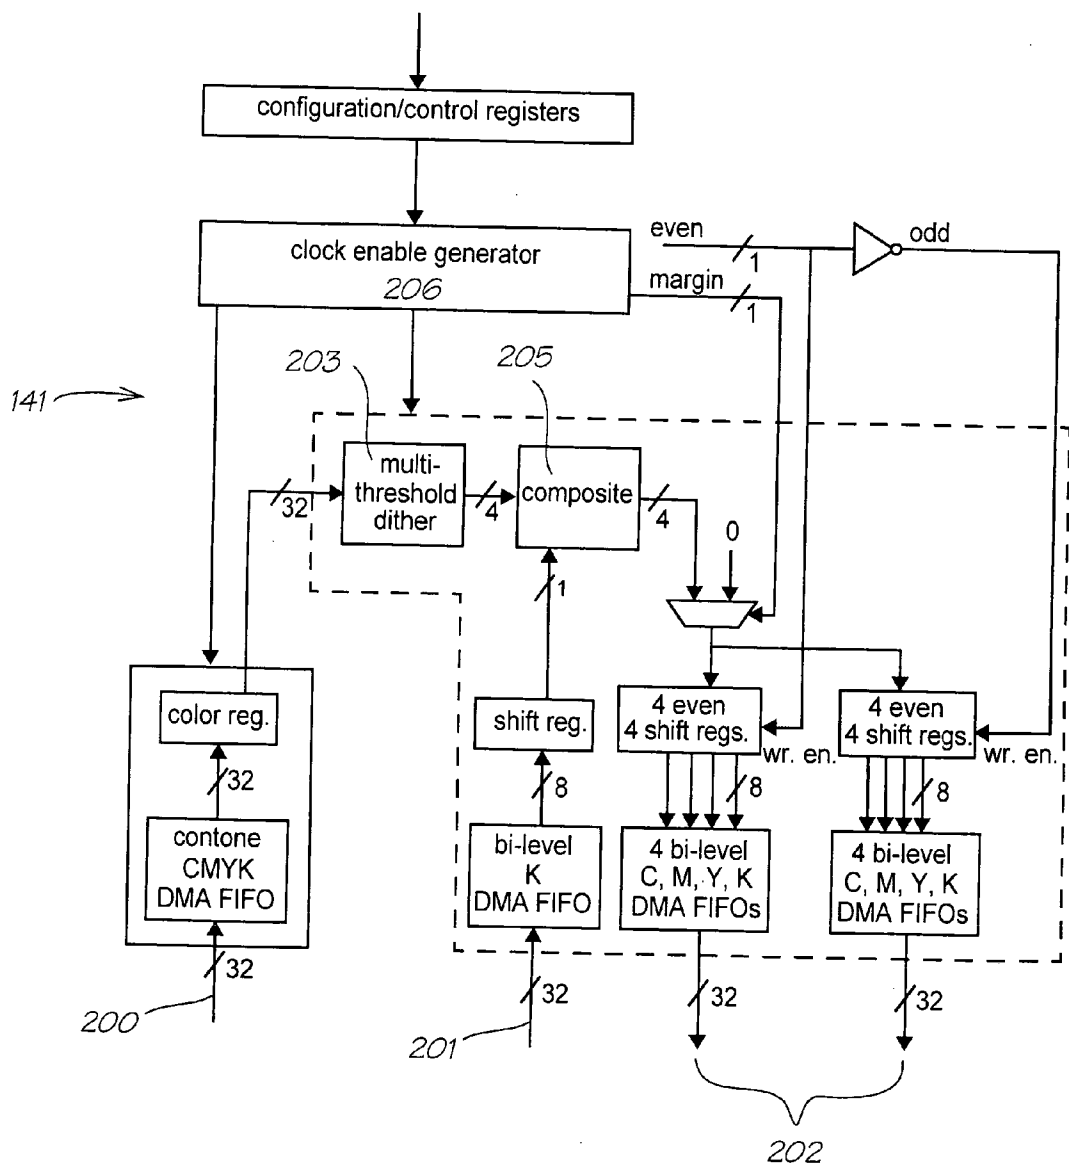 configuration/control registers
clock enable generator
206
even
1
odd
margin
1
203
205
141
multi-
threshold
dither
composite
32
4
4
0
1
color reg.
shift reg.
4 even
4 shift regs.
wr. en.
4 even
4 shift regs.
wr. en.
32
8
8
8
contone
CMYK
DMA FIFO
bi-level
K
DMA FIFO
4 bi-level
C, M, Y, K
DMA FIFOs
4 bi-level
C, M, Y, K
DMA FIFOs
32
32
32
32
200
201
202